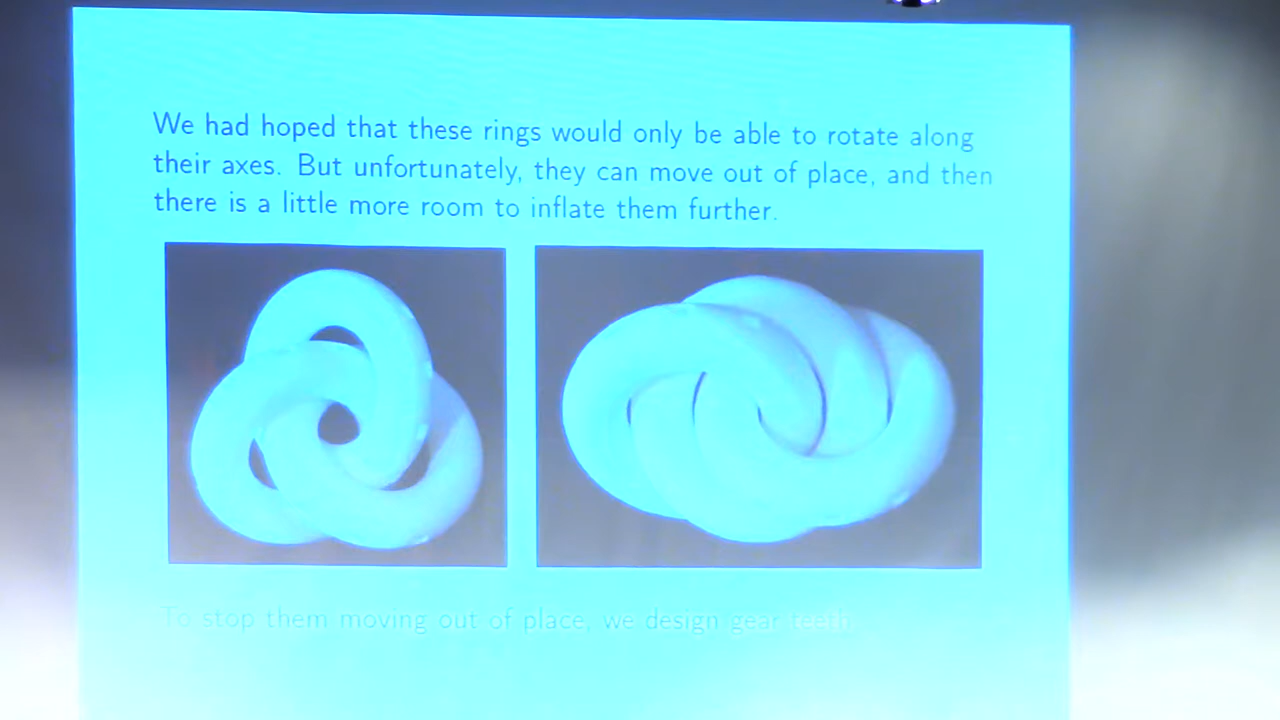 We had hoped that these rings would only be able to rotate along
their axes. But unfortunately, they can move out of place, and then
there is a little more room to inflate them further.
To stop them moving out of place, we design gear teeth.